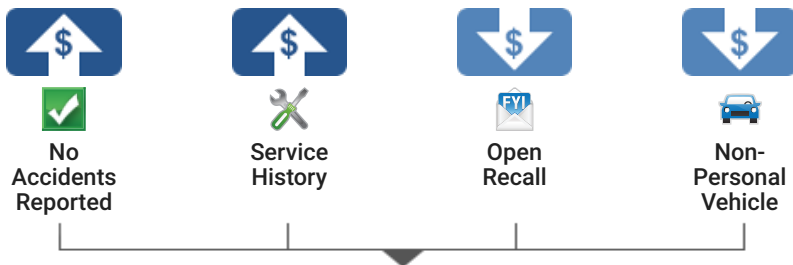 $
$
$
$
FYI
No
Accidents
Reported
Service
History
Open
Recall
Non-
Personal
Vehicle